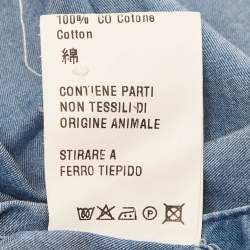 100% CO Cotone
Cotton
綿
CONTIENE PARTI
NON TESSILI DI
ORIGINE ANIMALE
STIRARE A
FERRO TIEPIDO